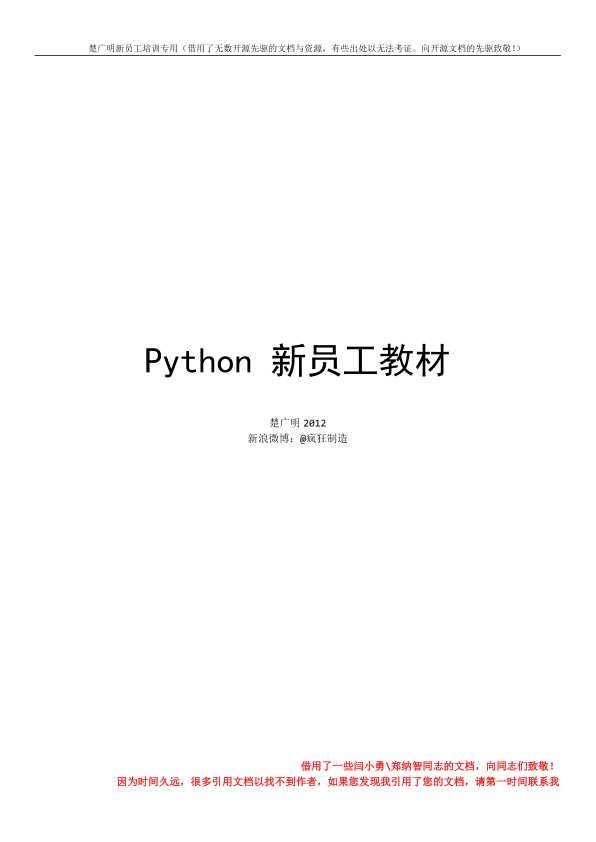 楚广明新员工培训专用（借用了无数开源先驱的文档与资源，有些出处以无法考证。向开源文档的先驱致敬！）
Python 新员工教材
楚广明 2012
新浪微博：@疯狂制造
借用了一些闫小勇\郑纳智同志的文档，向同志们致敬！
因为时间久远，很多引用文档以找不到作者，如果您发现我引用了您的文档，请第一时间联系我